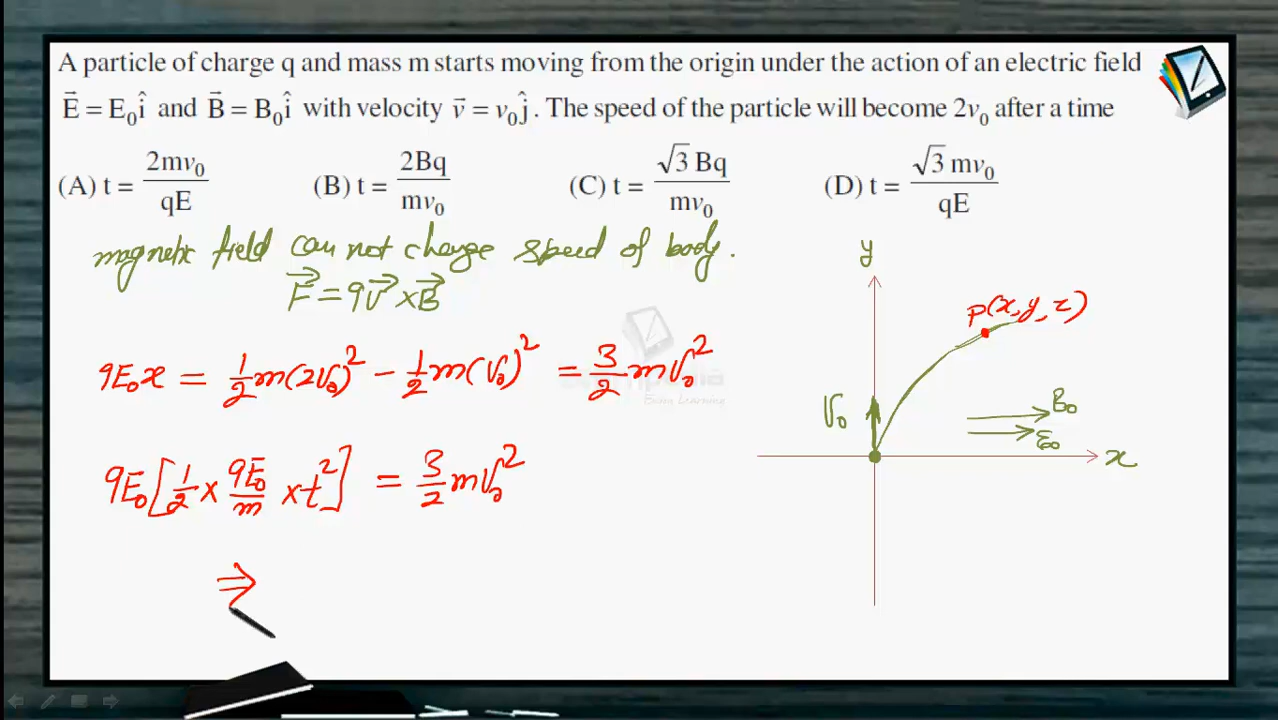 A particle of charge q and mass m starts moving from the origin under the action of an electric field
E⃗ = E₀î and B⃗ = B₀î with velocity v⃗ = v₀ĵ. The speed of the particle will become 2v₀ after a time
(A) t = 2mv₀/qE (B) t = 2Bq/mv₀ (C) t = √3 Bq/mv₀ (D) t = √3 mv₀/qE
magnetic field can not change speed of body.
F⃗ = qV⃗ × B⃗
qE₀x = 1/2 m(2V₀)² − 1/2 m(V₀)² = 3/2 mV₀²
qE₀[1/2 × qE₀/m × t²] = 3/2 mV₀²
⇒
y
P(x, y, z)
V₀
B₀
E₀
x